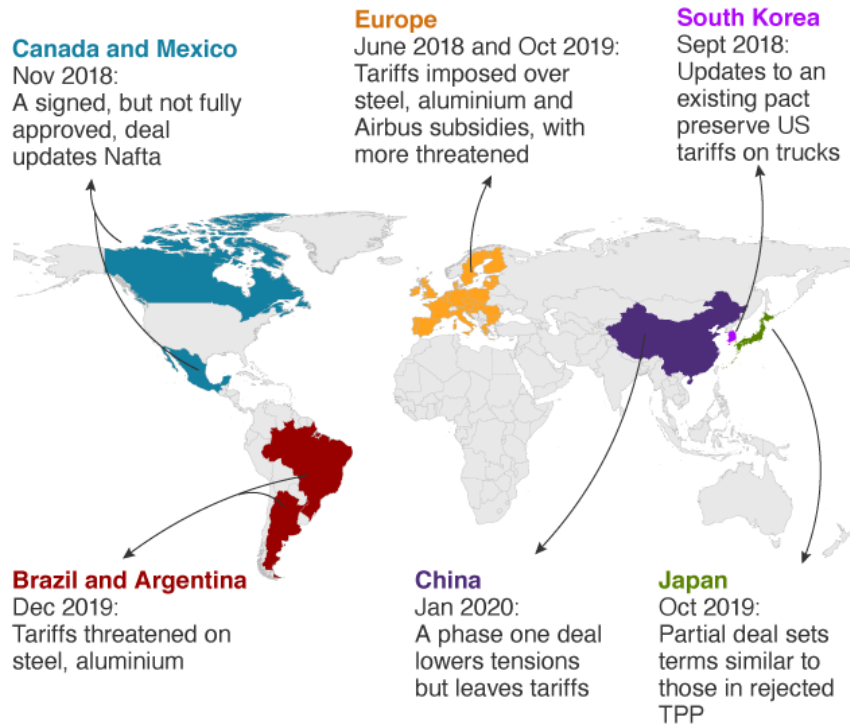 Canada and Mexico
Nov 2018:
A signed, but not fully
approved, deal
updates Nafta
Europe
June 2018 and Oct 2019:
Tariffs imposed over
steel, aluminium and
Airbus subsidies, with
more threatened
South Korea
Sept 2018:
Updates to an
existing pact
preserve US
tariffs on trucks
Brazil and Argentina
Dec 2019:
Tariffs threatened on
steel, aluminium
China
Jan 2020:
A phase one deal
lowers tensions
but leaves tariffs
Japan
Oct 2019:
Partial deal sets
terms similar to
those in rejected
TPP